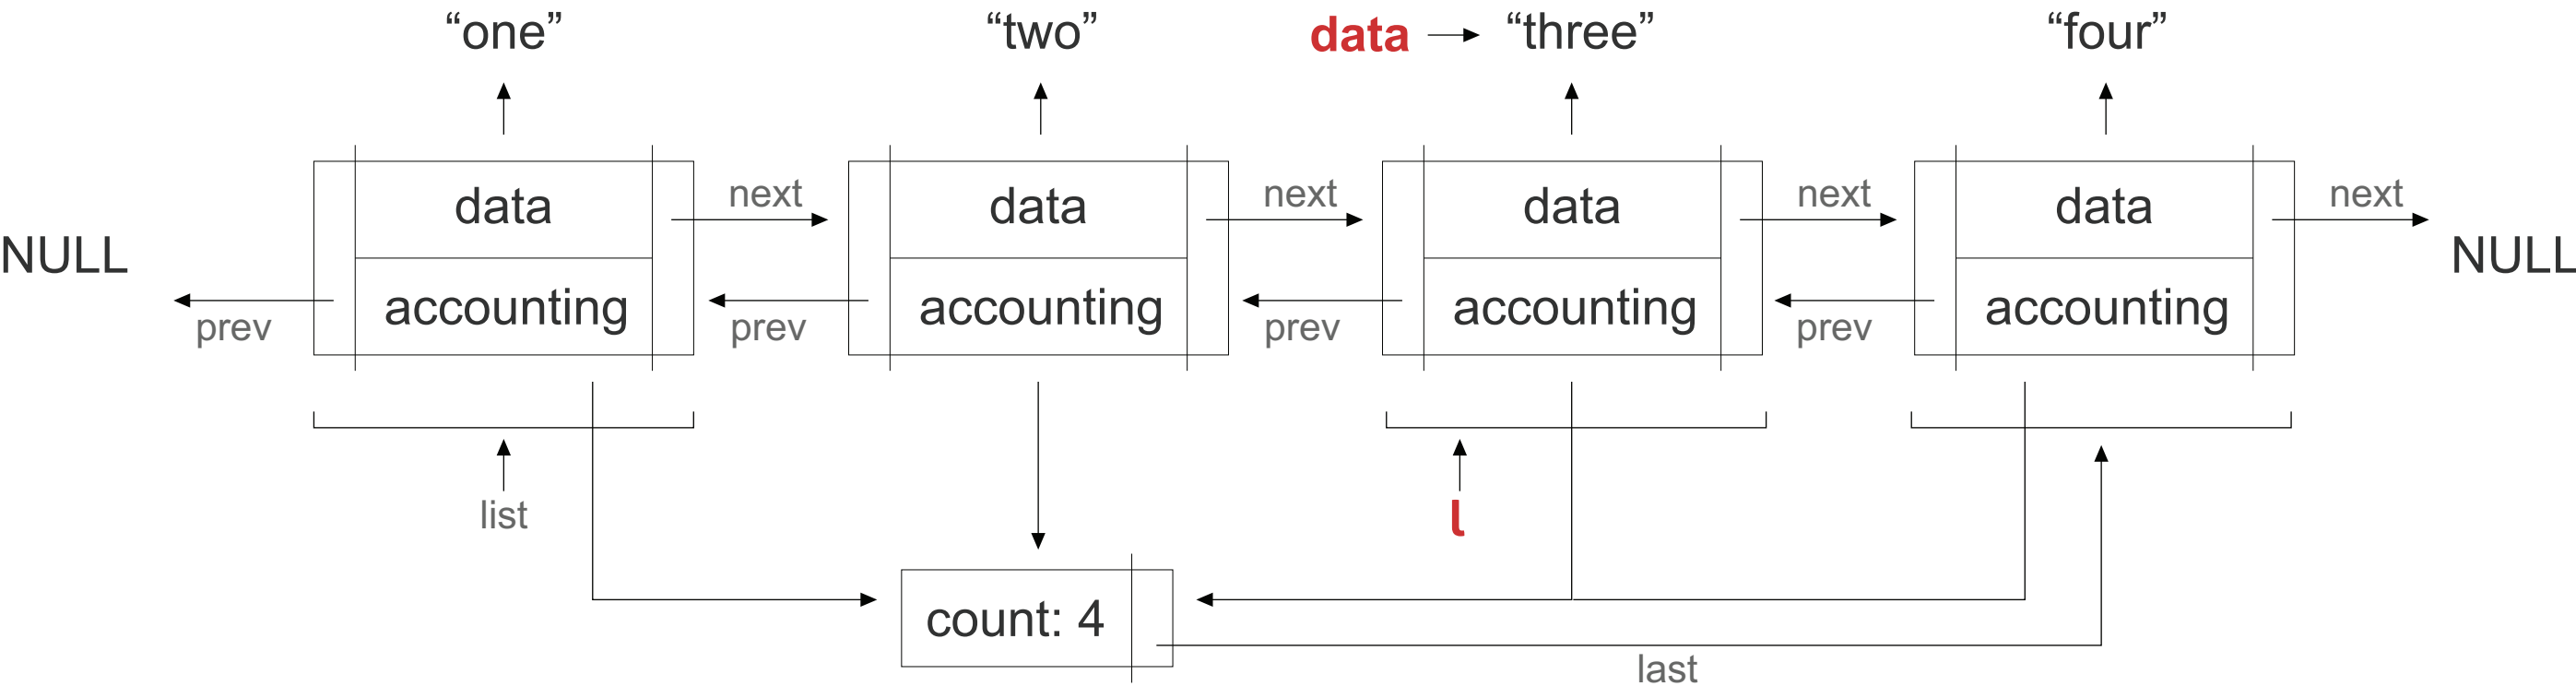 “one”
“two”
data
“three”
“four”
data
next
data
next
data
next
data
next
NULL
NULL
accounting
accounting
accounting
accounting
prev
prev
prev
prev
list
l
count: 4
last